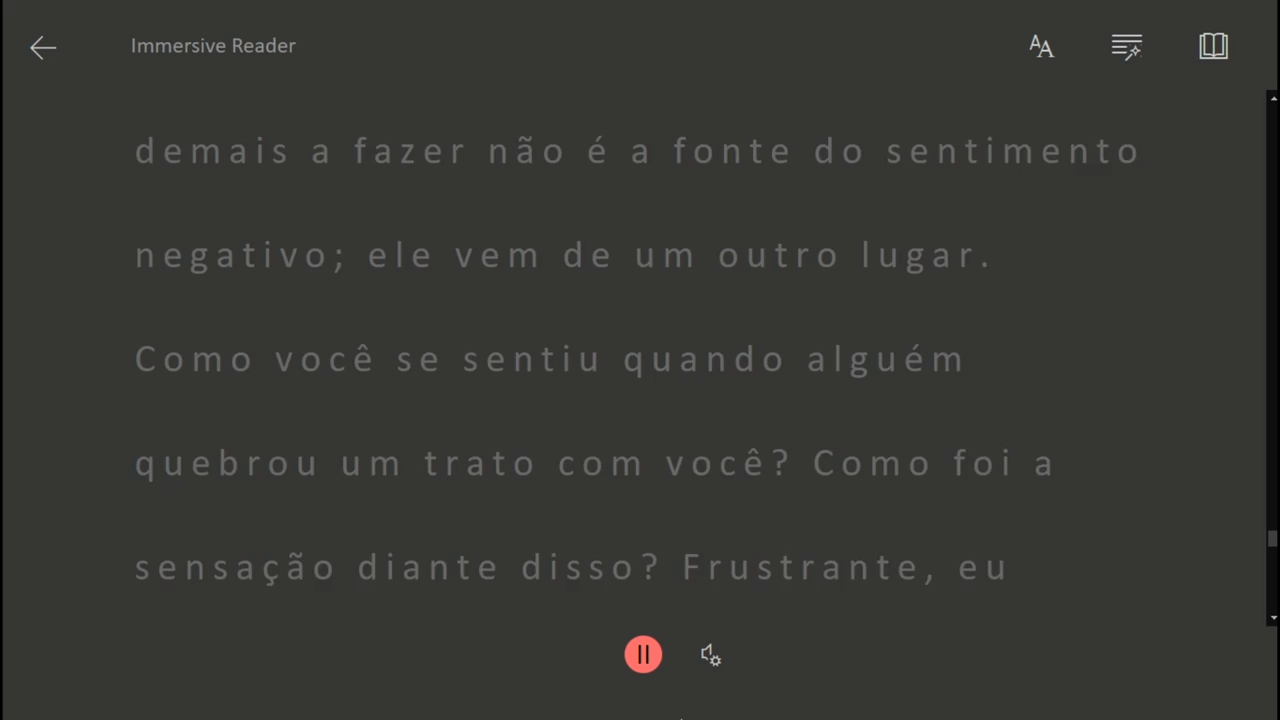 Immersive Reader
demais a fazer não é a fonte do sentimento
negativo; ele vem de um outro lugar.
Como você se sentiu quando alguém
quebrou um trato com você? Como foi a
sensação diante disso? Frustrante, eu